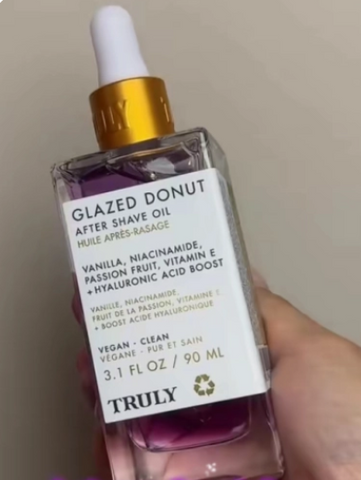 GLAZED DONUT
AFTER SHAVE OIL
HUILE APRÈS-RASAGE
VANILLA, NIACINAMIDE,
PASSION FRUIT, VITAMIN E
+ HYALURONIC ACID BOOST
VANILLE, NIACINAMIDE,
FRUIT DE LA PASSION, VITAMINE E
+ BOOST ACIDE HYALURONIQUE
VEGAN · CLEAN
VÉGANE · PUR ET SAIN
3.1 FL OZ / 90 ML
TRULY